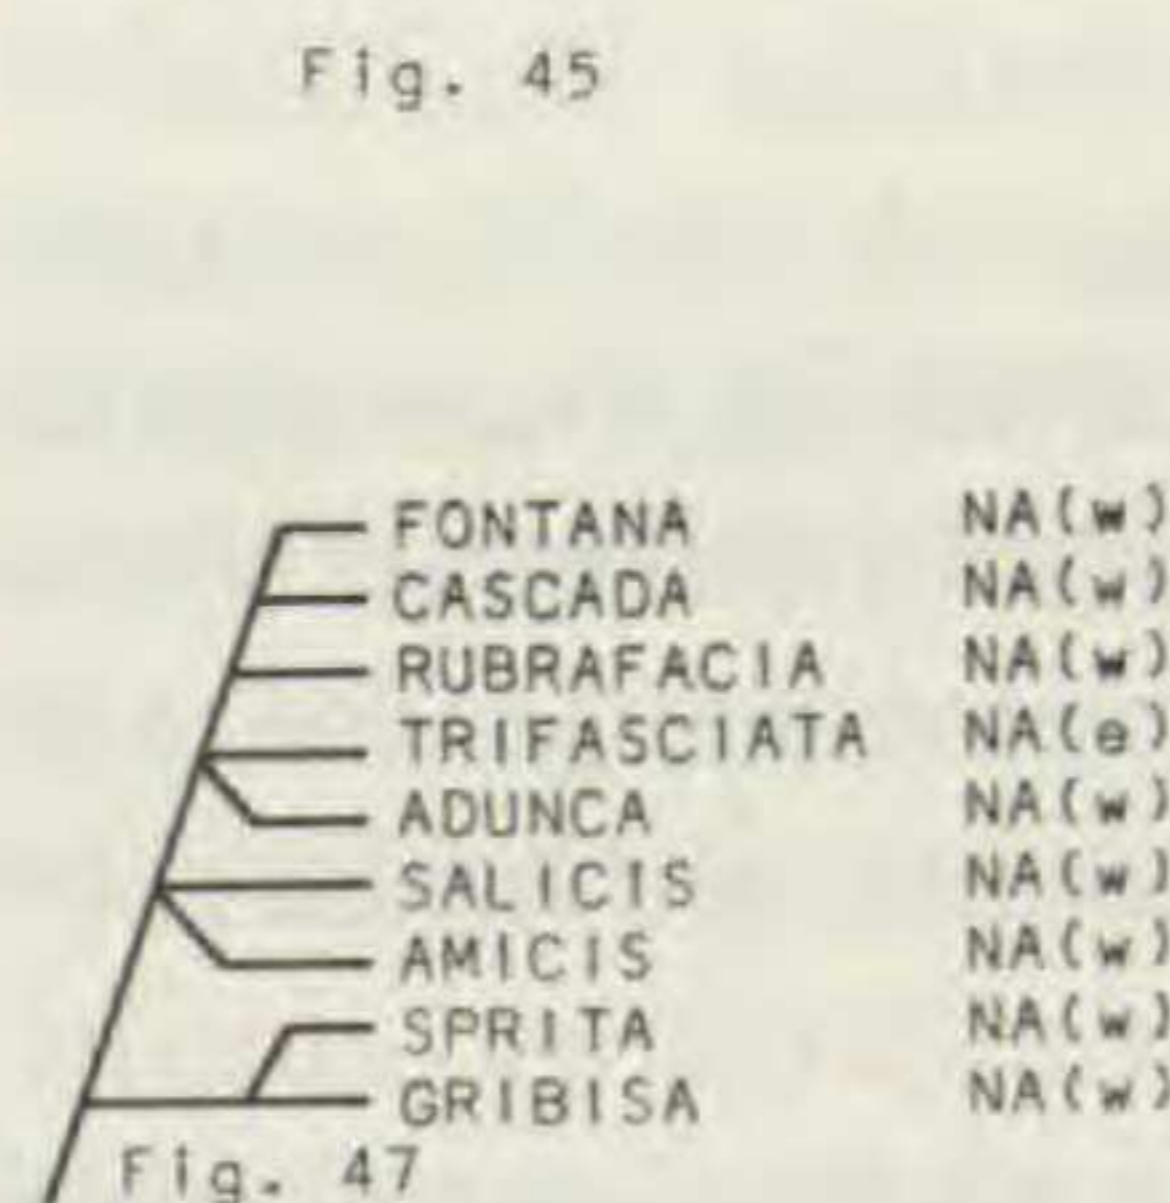 Fig. 45
FONTANA NA(w)
CASCADA NA(w)
RUBRAFACIA NA(w)
TRIFASCIATA NA(e)
ADUNCA NA(w)
SALICIS NA(w)
AMICIS NA(w)
SPRITA NA(w)
GRIBISA NA(w)
Fig. 47